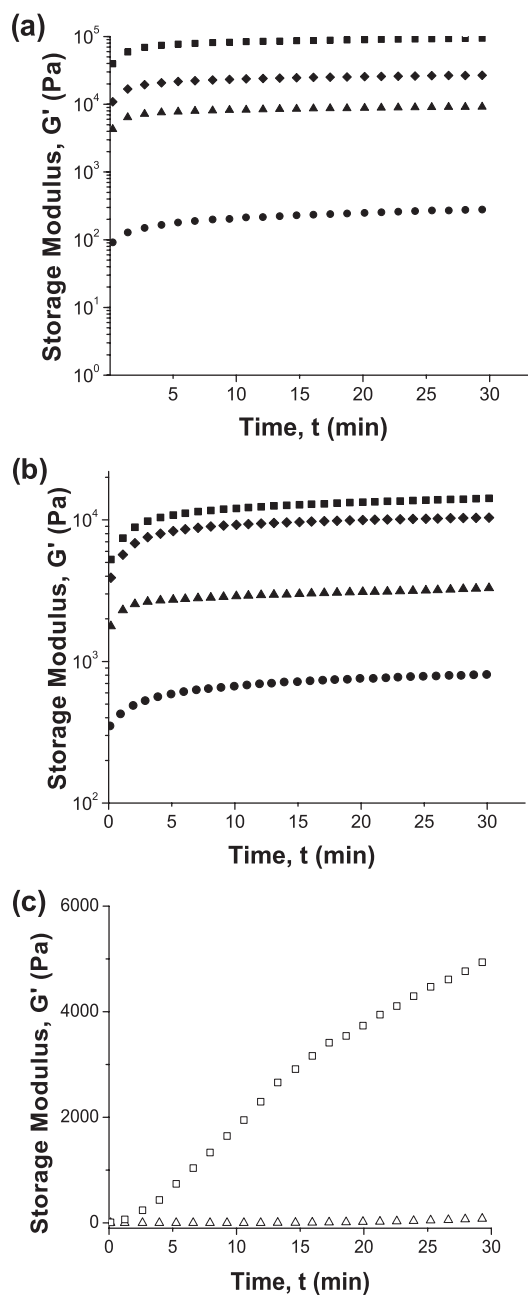 (a)
Storage Modulus, G' (Pa)
10^5
10^4
10^3
10^2
10^1
10^0
5 10 15 20 25 30
Time, t (min)
(b)
Storage Modulus, G' (Pa)
10^4
10^3
10^2
0 5 10 15 20 25 30
Time, t (min)
(c)
Storage Modulus, G' (Pa)
6000
4000
2000
0
0 5 10 15 20 25 30
Time, t (min)